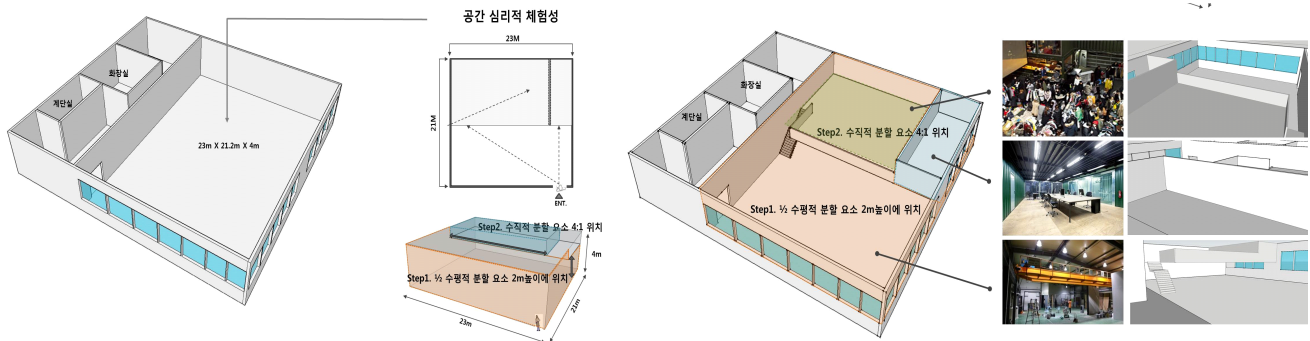 공간 심리적 체험성
23M
21M
ENT.
화장실
계단실
23m X 21.2m X 4m
Step2. 수직적 분할 요소 4:1 위치
Step1. ½ 수평적 분할 요소 2m높이에 위치
4m
21m
23m
화장실
계단실
Step2. 수직적 분할 요소 4:1 위치
Step1. ½ 수평적 분할 요소 2m높이에 위치